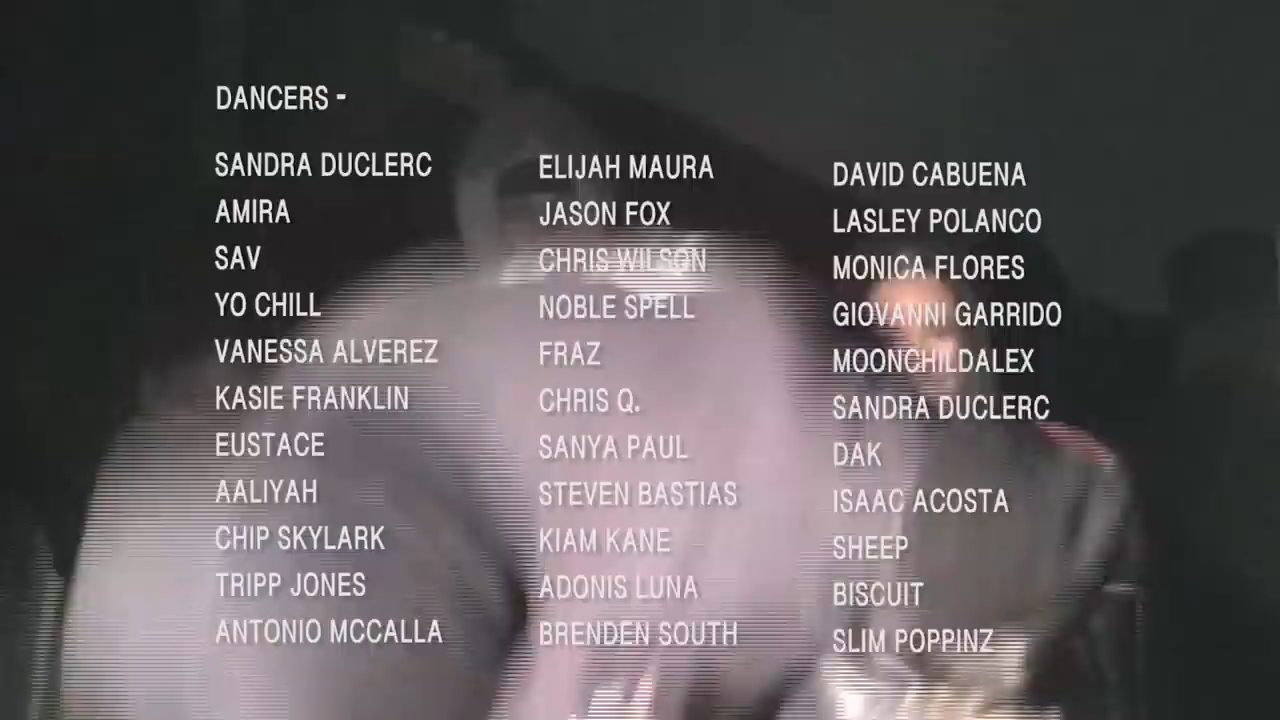 DANCERS -
SANDRA DUCLERC
AMIRA
SAV
YO CHILL
VANESSA ALVEREZ
KASIE FRANKLIN
EUSTACE
AALIYAH
CHIP SKYLARK
TRIPP JONES
ANTONIO MCCALLA
ELIJAH MAURA
JASON FOX
CHRIS WILSON
NOBLE SPELL
FRAZ
CHRIS Q.
SANYA PAUL
STEVEN BASTIAS
KIAM KANE
ADONIS LUNA
BRENDEN SOUTH
DAVID CABUENA
LASLEY POLANCO
MONICA FLORES
GIOVANNI GARRIDO
MOONCHILDALEX
SANDRA DUCLERC
DAK
ISAAC ACOSTA
SHEEP
BISCUIT
SLIM POPPINZ